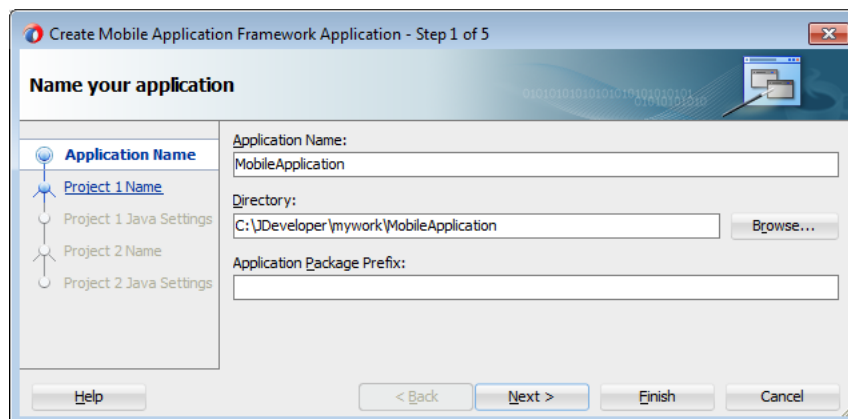 Create Mobile Application Framework Application - Step 1 of 5
Name your application
010101010101010101010101010101
01010101010
Application Name
Project 1 Name
Project 1 Java Settings
Project 2 Name
Project 2 Java Settings
Application Name:
MobileApplication
Directory:
C:\JDeveloper\mywork\MobileApplication
Browse...
Application Package Prefix:
Help
< Back
Next >
Finish
Cancel